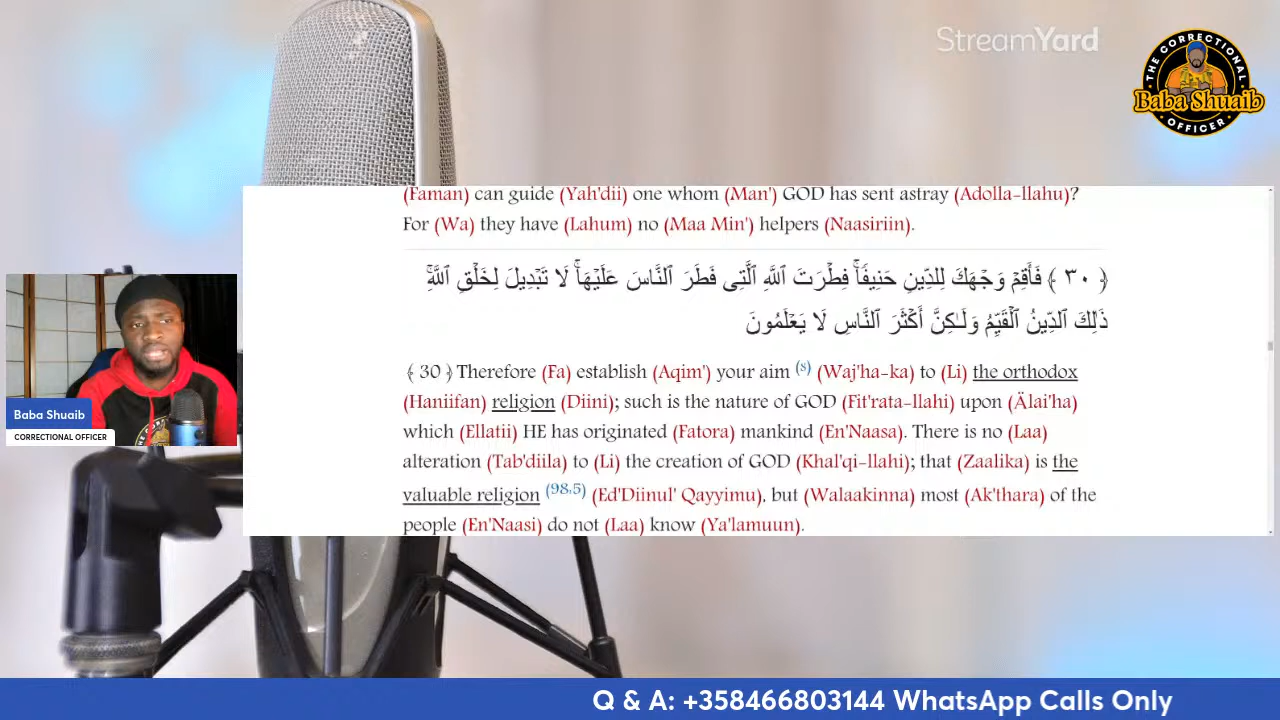 StreamYard
THE CORRECTIONAL
Baba Shuaib
OFFICER
(Faman) can guide (Yah'dii) one whom (Man') GOD has sent astray (Adolla-llahu)?
For (Wa) they have (Lahum) no (Maa Min') helpers (Naasiriin).
﴿٣٠﴾ فَأَقِمْ وَجْهَكَ لِلدِّينِ حَنِيفًاۚ فِطْرَتَ ٱللَّهِ ٱلَّتِى فَطَرَ ٱلنَّاسَ عَلَيْهَاۚ لَا تَبْدِيلَ لِخَلْقِ ٱللَّهِۚ
ذَٰلِكَ ٱلدِّينُ ٱلْقَيِّمُ وَلَـٰكِنَّ أَكْثَرَ ٱلنَّاسِ لَا يَعْلَمُونَ
﴾ 30 ﴿ Therefore (Fa) establish (Aqim') your aim (s) (Waj'ha-ka) to (Li) the orthodox
(Haniifan) religion (Diini); such is the nature of GOD (Fit'rata-llahi) upon (Älai'ha)
which (Ellatii) HE has originated (Fatora) mankind (En'Naasa). There is no (Laa)
alteration (Tab'diila) to (Li) the creation of GOD (Khal'qi-llahi); that (Zaalika) is the
valuable religion (98,5) (Ed'Diinul' Qayyimu), but (Walaakinna) most (Ak'thara) of the
people (En'Naasi) do not (Laa) know (Ya'lamuun).
Baba Shuaib
CORRECTIONAL OFFICER
Q & A: +358466803144 WhatsApp Calls Only